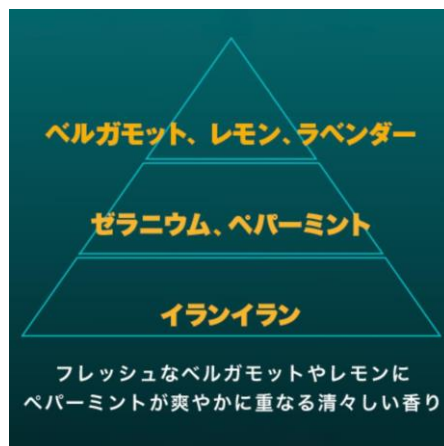 ベルガモット、レモン、ラベンダー
ゼラニウム、ペパーミント
イランイラン
フレッシュなベルガモットやレモンに
ペパーミントが爽やかに重なる清々しい香り